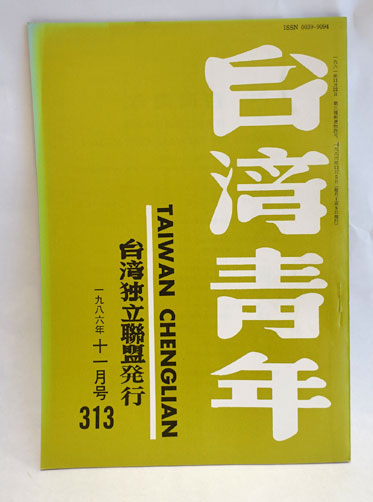 ISSN 0039-9094
台湾青年
TAIWAN CHENGLIAN
台湾独立聯盟発行
一九八六年 十一月号
313